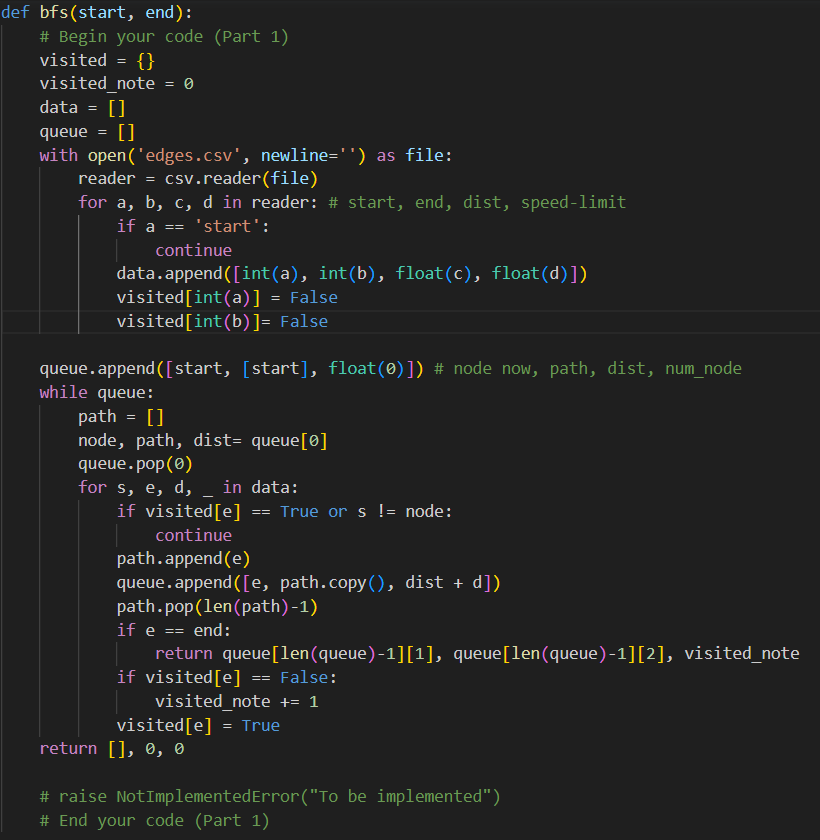 def bfs(start, end):
    # Begin your code (Part 1)
    visited = {}
    visited_note = 0
    data = []
    queue = []
    with open('edges.csv', newline='') as file:
        reader = csv.reader(file)
        for a, b, c, d in reader: # start, end, dist, speed-limit
            if a == 'start':
                continue
            data.append([int(a), int(b), float(c), float(d)])
            visited[int(a)] = False
            visited[int(b)]= False

    queue.append([start, [start], float(0)]) # node now, path, dist, num_node
    while queue:
        path = []
        node, path, dist= queue[0]
        queue.pop(0)
        for s, e, d, _ in data:
            if visited[e] == True or s != node:
                continue
            path.append(e)
            queue.append([e, path.copy(), dist + d])
            path.pop(len(path)-1)
            if e == end:
                return queue[len(queue)-1][1], queue[len(queue)-1][2], visited_note
            if visited[e] == False:
                visited_note += 1
            visited[e] = True
    return [], 0, 0

    # raise NotImplementedError("To be implemented")
    # End your code (Part 1)